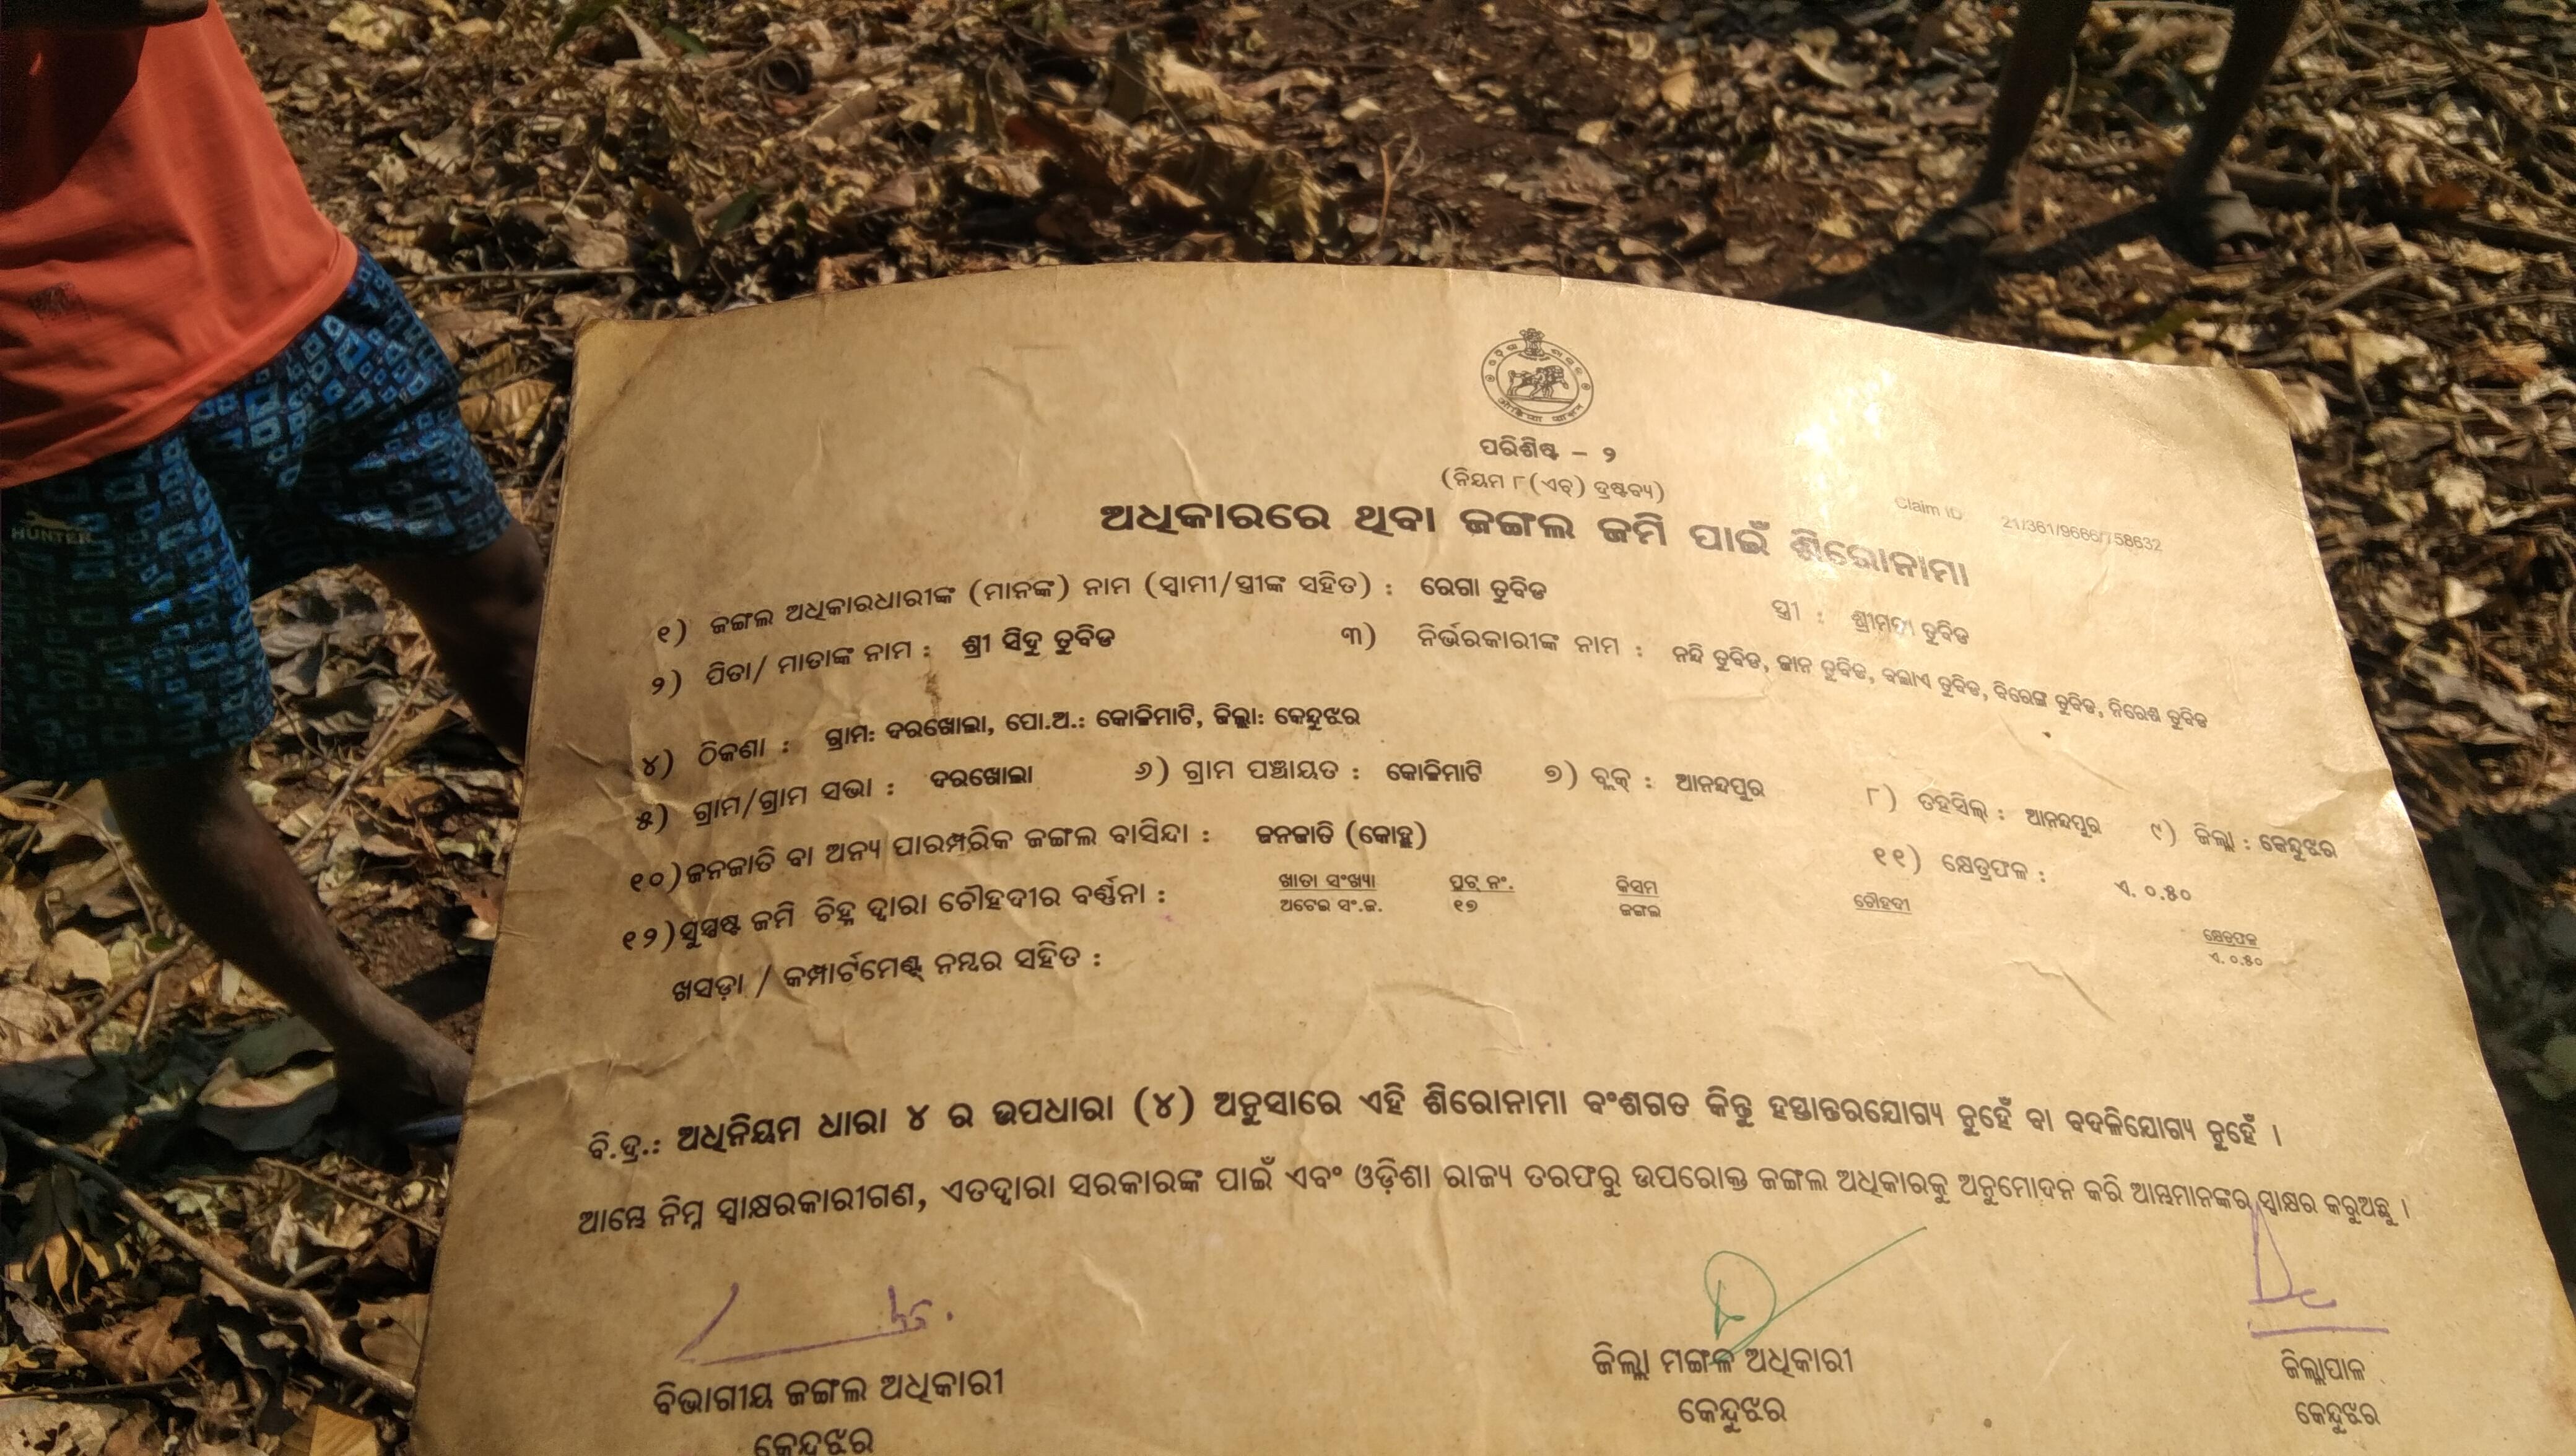 ପରିଶିଷ୍ଟ – ୨
(ନିୟମ ୮(ଏଚ୍) ଦ୍ରଷ୍ଟବ୍ୟ)
Claim ID 21/361/9666/758632
ଅଧିକାରରେ ଥିବା ଜଙ୍ଗଲ ଜମି ପାଇଁ ଶିରୋନାମା
୧) ଜଙ୍ଗଲ ଅଧିକାରଧାରୀଙ୍କ (ମାନଙ୍କ) ନାମ (ସ୍ୱାମୀ/ସ୍ତ୍ରୀଙ୍କ ସହିତ) : ରେଗା ତୁବିଡ ସ୍ତ୍ରୀ : ଶ୍ରୀମତୀ ତୁବିଡ
୨) ପିତା/ ମାତାଙ୍କ ନାମ : ଶ୍ରୀ ସିଦୁ ତୁବିଡ ୩) ନିର୍ଭରକାରୀଙ୍କ ନାମ : ନନ୍ଦି ତୁବିଡ, ଜାନ ତୁବିଡ, ବଲାଏ ତୁବିଡ, ବିରେଙ୍ଗ ତୁବିଡ, ନିରେଶ ତୁବିଡ
୪) ଠିକଣା : ଗ୍ରାମ: ଦରଖୋଲା, ପୋ.ଅ.: କୋଳିମାଟି, ଜିଲ୍ଲା: କେନ୍ଦୁଝର
୫) ଗ୍ରାମ/ଗ୍ରାମ ସଭା : ଦରଖୋଲା ୬) ଗ୍ରାମ ପଞ୍ଚାୟତ : କୋଳିମାଟି ୭) ବ୍ଲକ୍ : ଆନନ୍ଦପୁର ୮) ତହସିଲ୍ : ଆନନ୍ଦପୁର ୯) ଜିଲ୍ଲା : କେନ୍ଦୁଝର
୧୦) ଜନଜାତି ବା ଅନ୍ୟ ପାରମ୍ପରିକ ଜଙ୍ଗଲ ବାସିନ୍ଦା : ଜନଜାତି (କୋହ୍ଲ) ୧୧) କ୍ଷେତ୍ରଫଳ : ଏ. ୦.୫୦
୧୨) ସୁସ୍ପଷ୍ଟ ଜମି ଚିହ୍ନ ଦ୍ୱାରା ଚୌହଦୀର ବର୍ଣ୍ଣନା : ଖାତା ସଂଖ୍ୟା ପ୍ଲଟ୍ ନଂ. କିସମ ଚୌହଦୀ କ୍ଷେତ୍ରଫଳ
ଅଟେଇ ସଂ.ଜ. ୧୭ ଜଙ୍ଗଲ ଏ. ୦.୫୦
ଖସଡ଼ା / କମ୍ପାର୍ଟମେଣ୍ଟ୍ ନମ୍ବର ସହିତ :
ବି.ଦ୍ର.: ଅଧିନିୟମ ଧାରା ୪ ର ଉପଧାରା (୪) ଅନୁସାରେ ଏହି ଶିରୋନାମା ବଂଶଗତ କିନ୍ତୁ ହସ୍ତାନ୍ତରଯୋଗ୍ୟ ନୁହେଁ ବା ବଦଳିଯୋଗ୍ୟ ନୁହେଁ ।
ଆମ୍ଭେ ନିମ୍ନ ସ୍ୱାକ୍ଷରକାରୀଗଣ, ଏତଦ୍ୱାରା ସରକାରଙ୍କ ପାଇଁ ଏବଂ ଓଡ଼ିଶା ରାଜ୍ୟ ତରଫରୁ ଉପରୋକ୍ତ ଜଙ୍ଗଲ ଅଧିକାରକୁ ଅନୁମୋଦନ କରି ଆମ୍ଭମାନଙ୍କର ସ୍ୱାକ୍ଷର କରୁଅଛୁ ।
ବିଭାଗୀୟ ଜଙ୍ଗଲ ଅଧିକାରୀ ଜିଲ୍ଲା ମଙ୍ଗଳ ଅଧିକାରୀ ଜିଲ୍ଲାପାଳ
କେନ୍ଦୁଝର କେନ୍ଦୁଝର କେନ୍ଦୁଝର
HUNTER